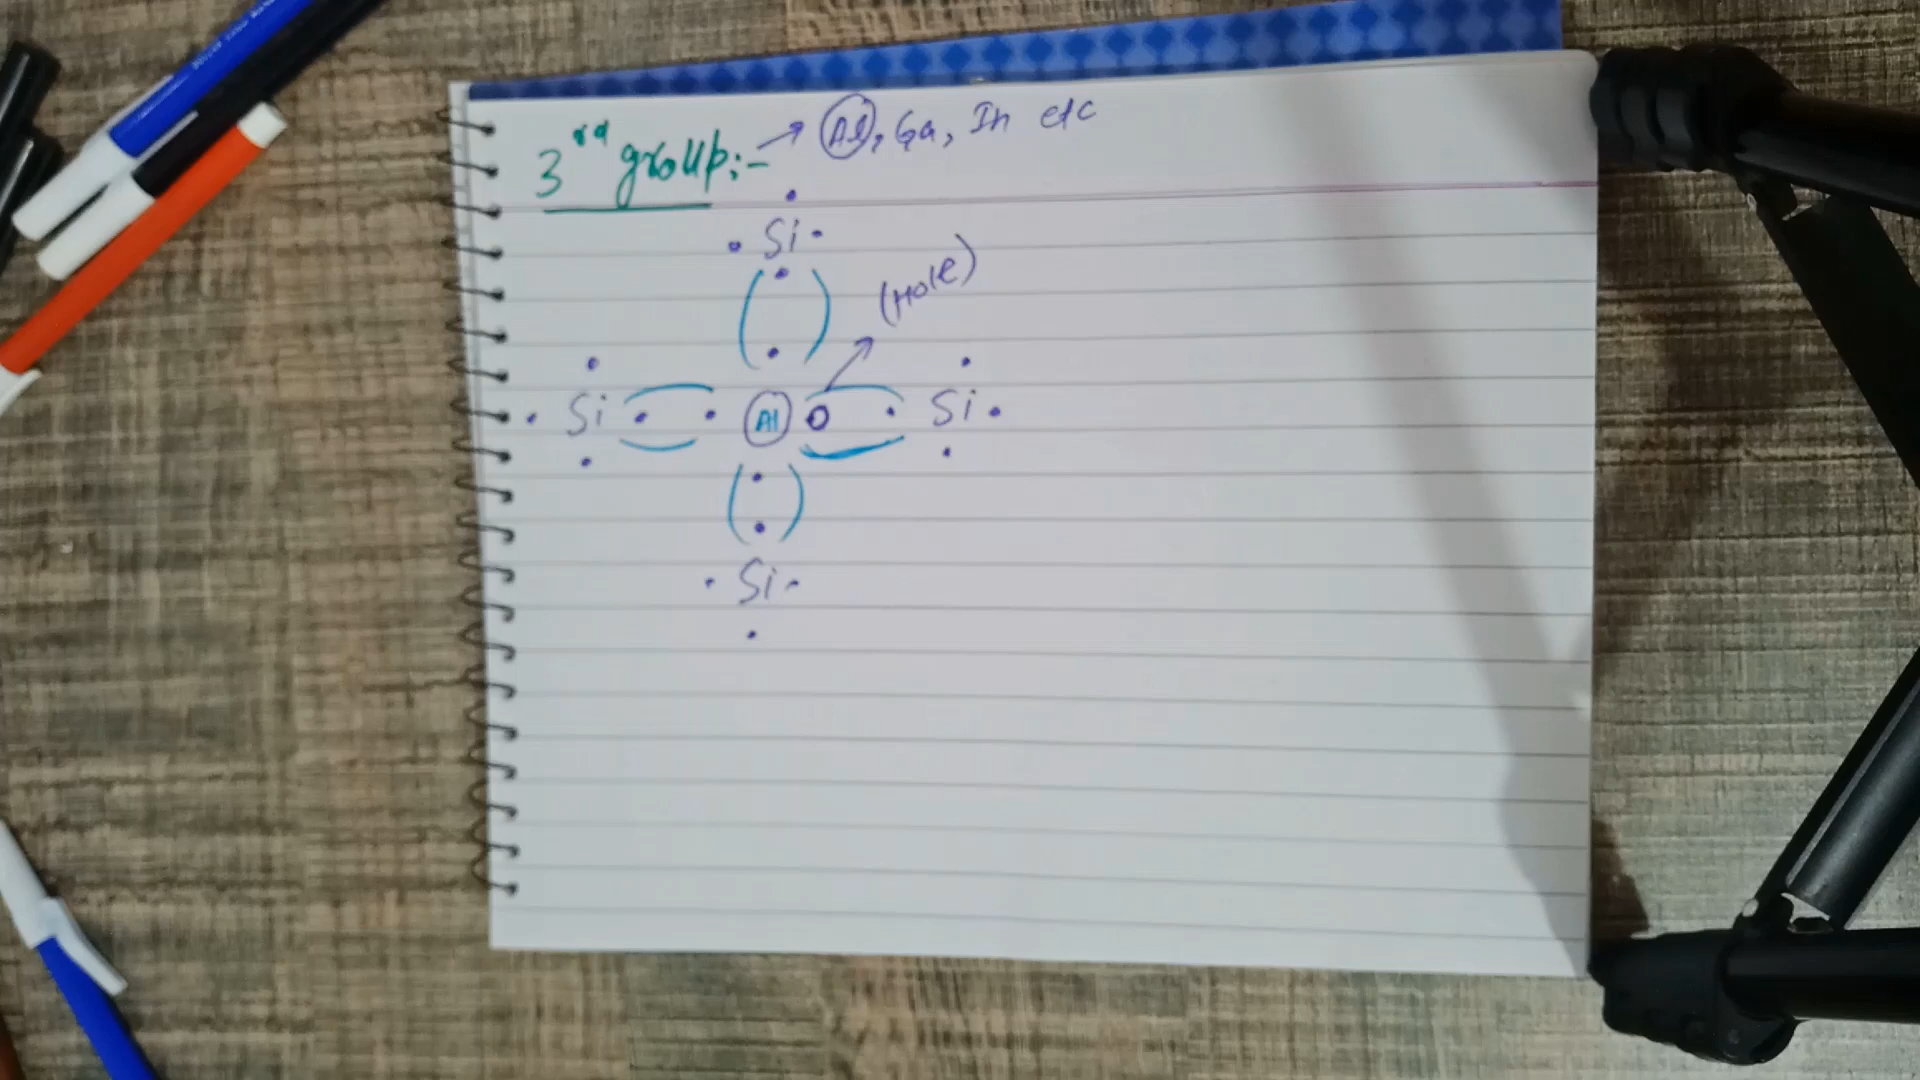 3rd group:- → Al, Ga, In etc
Si
(Hole)
Si Al Si
Si